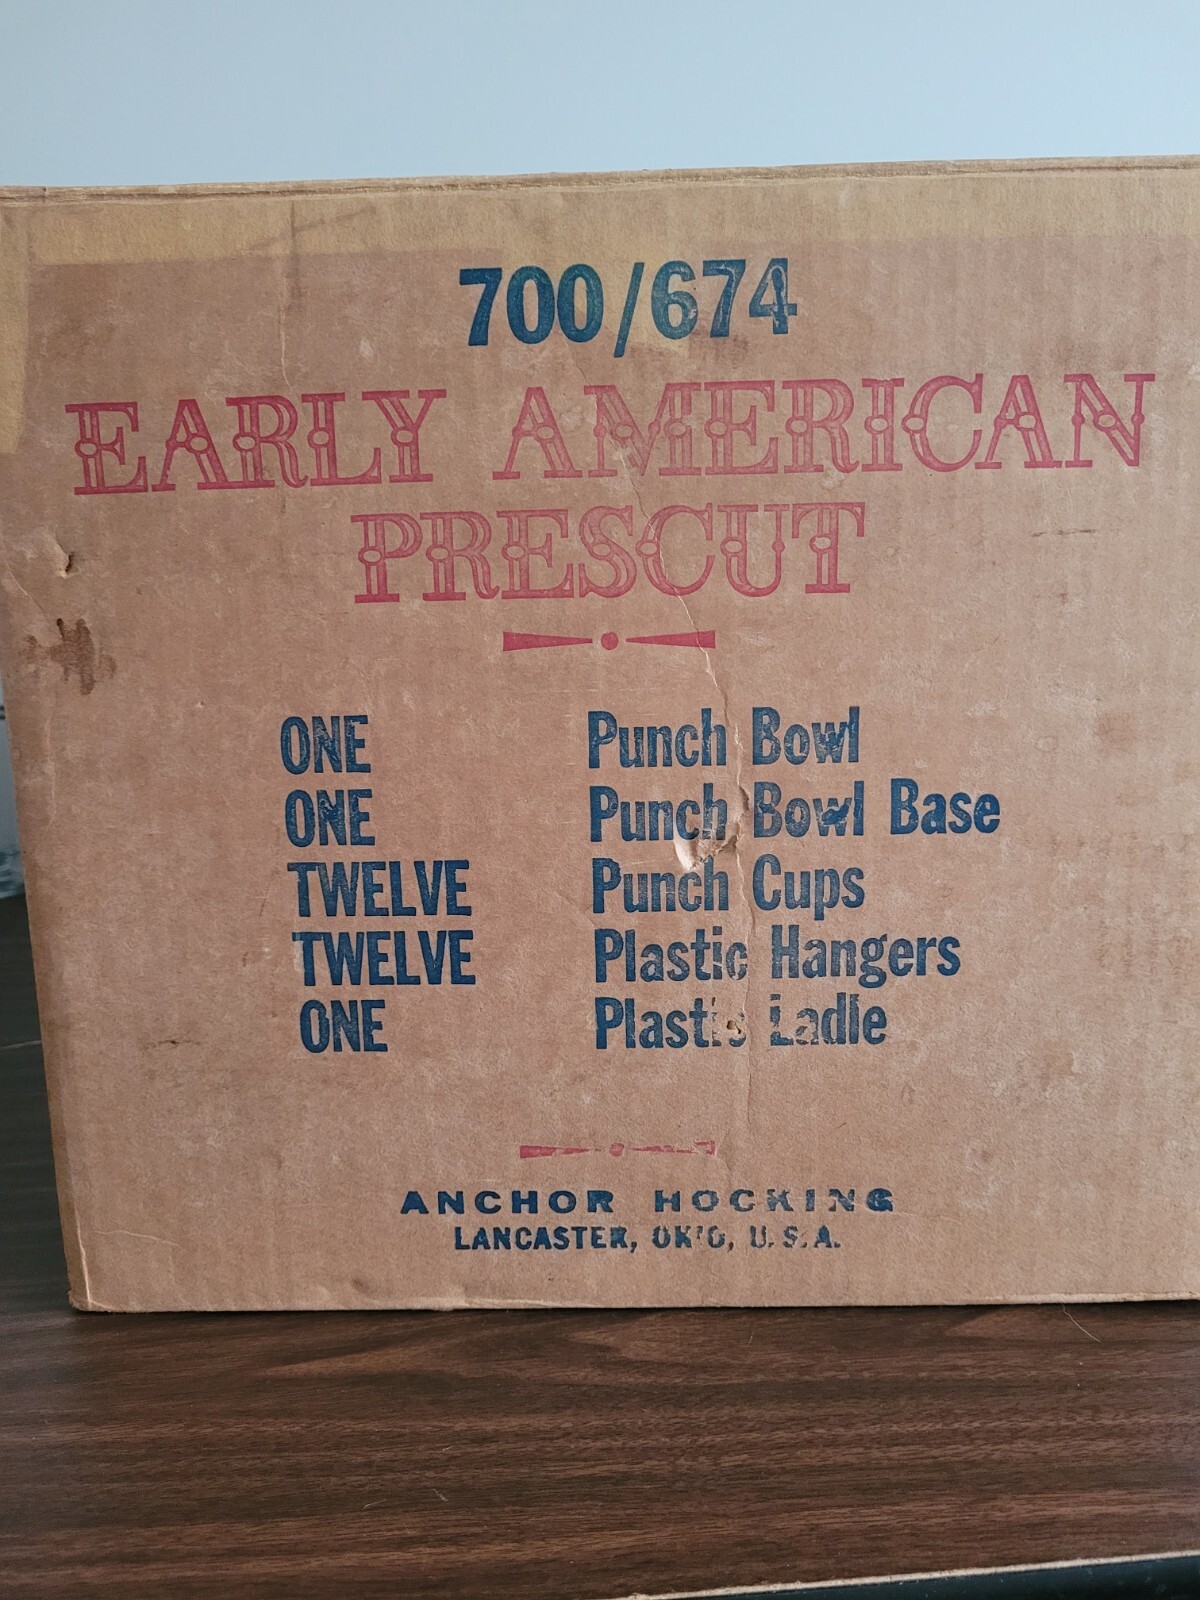 700/674
EARLY AMERICAN
PRESCUT
ONE Punch Bowl
ONE Punch Bowl Base
TWELVE Punch Cups
TWELVE Plastic Hangers
ONE Plastic Ladle
ANCHOR HOCKING
LANCASTER, OHIO, U.S.A.